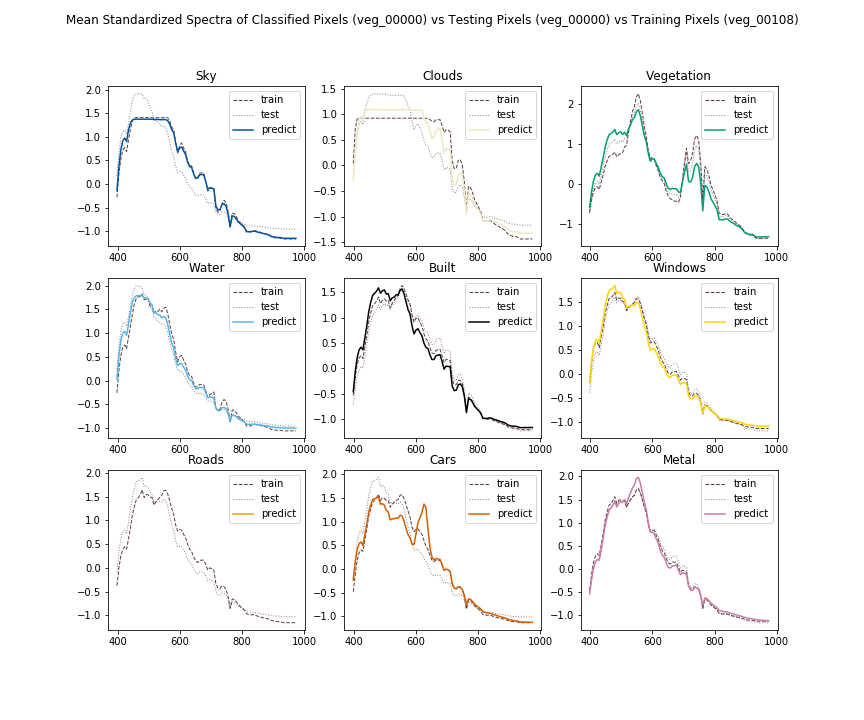 Mean Standardized Spectra of Classified Pixels (veg_00000) vs Testing Pixels (veg_00000) vs Training Pixels (veg_00108)
Sky Clouds Vegetation
train train train
test test test
predict predict predict
2.0 1.5 1.0 0.5 0.0 −0.5 −1.0
1.5 1.0 0.5 0.0 −0.5 −1.0 −1.5
2 1 0 −1
400 600 800 1000 400 600 800 1000 400 600 800 1000
Water Built Windows
train train train
test test test
predict predict predict
2.0 1.5 1.0 0.5 0.0 −0.5 −1.0
1.5 1.0 0.5 0.0 −0.5 −1.0
1.5 1.0 0.5 0.0 −0.5 −1.0
400 600 800 1000 400 600 800 1000 400 600 800 1000
Roads Cars Metal
train train train
test test test
predict predict predict
2.0 1.5 1.0 0.5 0.0 −0.5 −1.0
2.0 1.5 1.0 0.5 0.0 −0.5 −1.0
2.0 1.5 1.0 0.5 0.0 −0.5 −1.0
400 600 800 1000 400 600 800 1000 400 600 800 1000